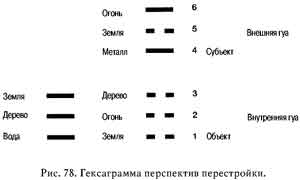 Огонь 6
Земля 5 Внешняя гуа
Металл 4 Субъект
Земля Дерево 3
Дерево Огонь 2 Внутренняя гуа
Вода Земля 1 Объект
Рис. 78. Гексаграмма перспектив перестройки.